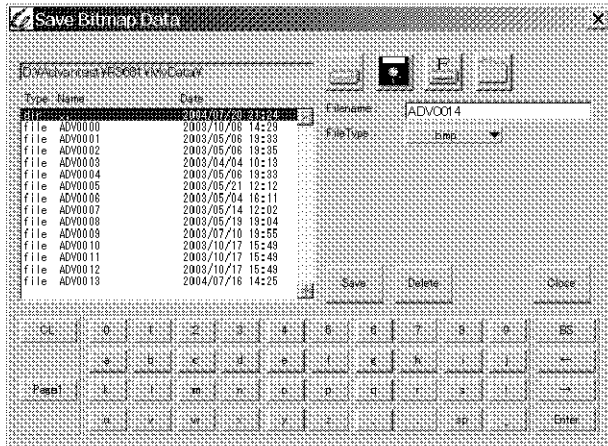 Save Bitmap Data
D:¥Advantest¥R3681¥MyData¥
Type Name Date
dir .. 2004/07/20 21:24
file ADV0000 2003/10/06 14:29
file ADV0001 2003/05/06 19:33
file ADV0002 2003/05/06 19:35
file ADV0003 2003/04/04 10:13
file ADV0004 2003/05/06 19:33
file ADV0005 2003/05/21 12:12
file ADV0006 2003/05/04 16:11
file ADV0007 2003/05/14 12:02
file ADV0008 2003/05/19 19:04
file ADV0009 2003/07/10 19:55
file ADV0010 2003/10/17 15:49
file ADV0011 2003/10/17 15:49
file ADV0012 2003/10/17 15:49
file ADV0013 2004/07/16 14:25
F
Filename ADV0014
FileType bmp
Save Delete Close
CL 0 1 2 3 4 5 6 7 8 9 BS
a b c d e f g h i j ←
Page1 k l m n o p q r s t →
u v w x y z sp _ Enter